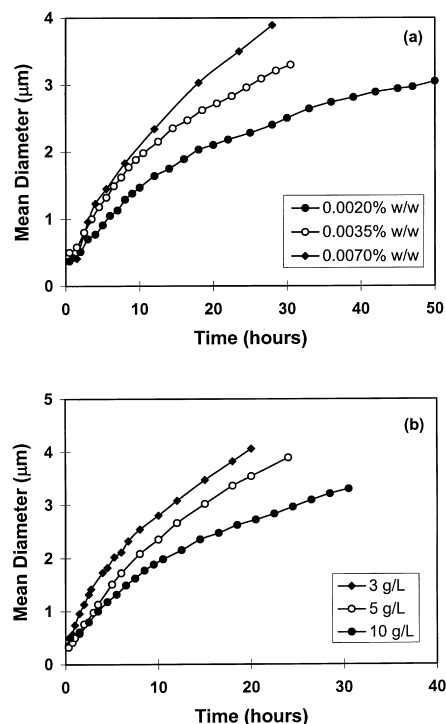 (a)
4
3
2
1
0
Mean Diameter (μm)
0.0020% w/w
0.0035% w/w
0.0070% w/w
0 10 20 30 40 50
Time (hours)
(b)
5
4
3
2
1
0
Mean Diameter (μm)
3 g/L
5 g/L
10 g/L
0 10 20 30 40
Time (hours)